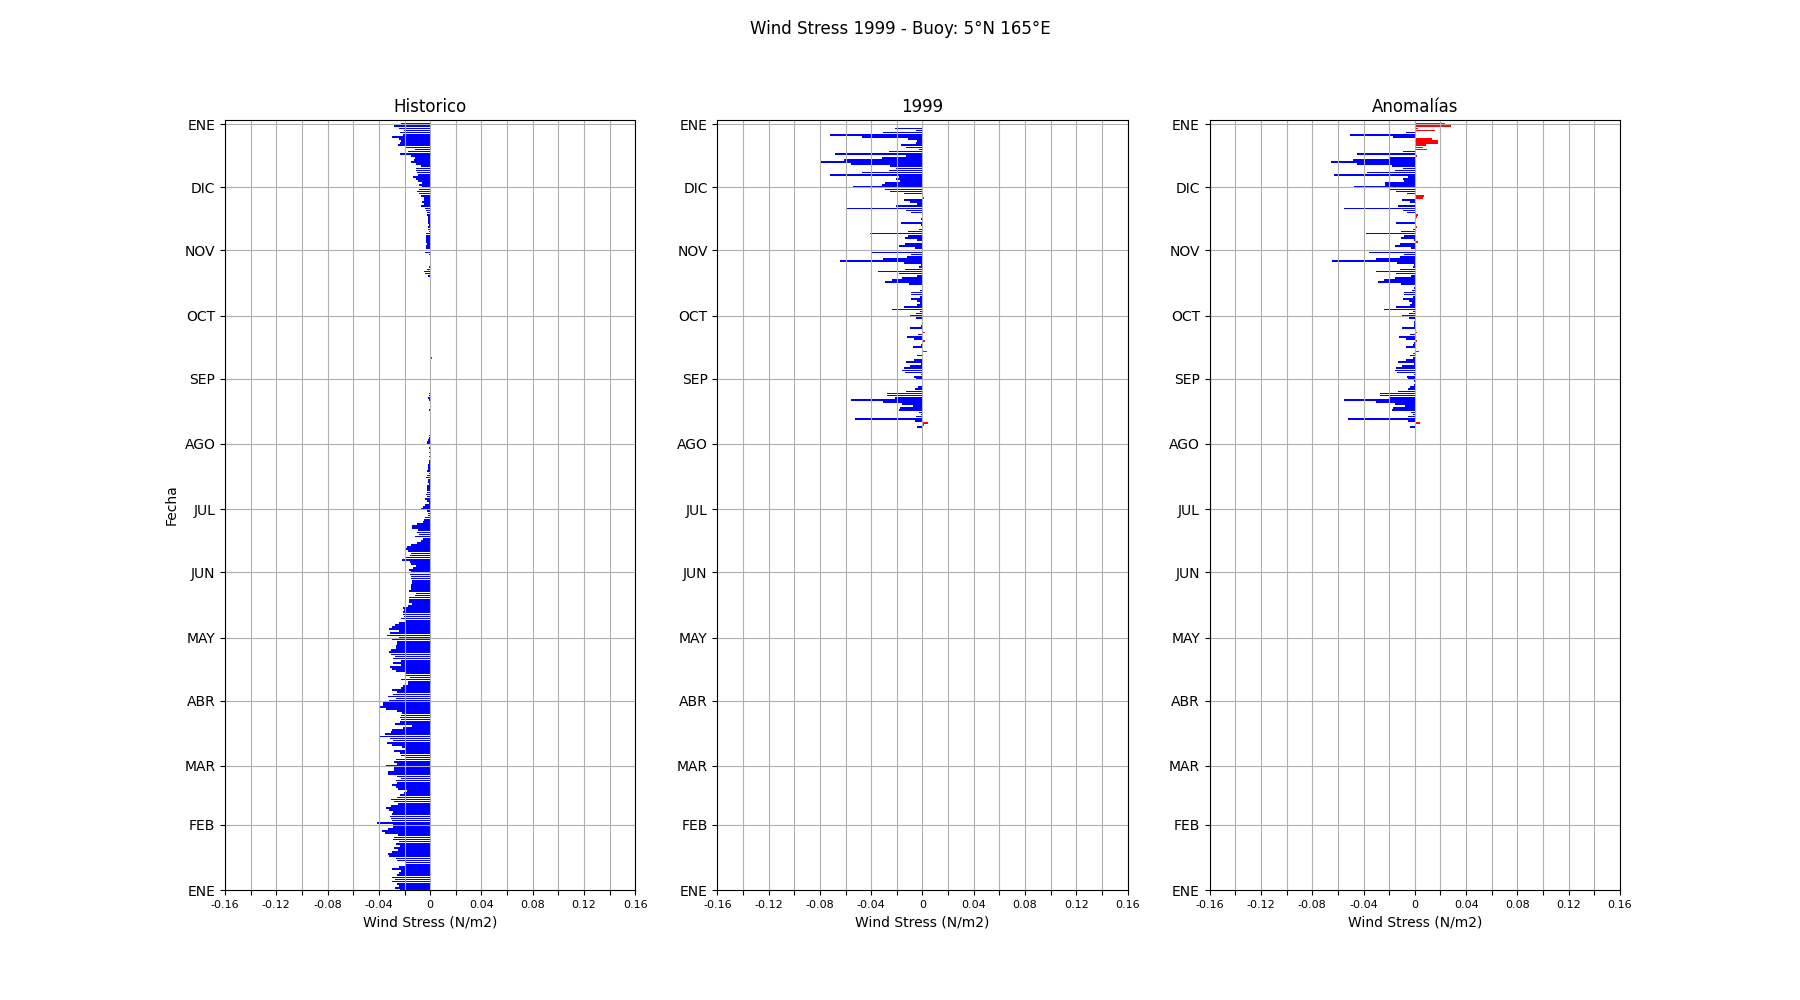 Wind Stress 1999 - Buoy: 5°N 165°E
Historico
1999
Anomalías
Fecha
ENE
DIC
NOV
OCT
SEP
AGO
JUL
JUN
MAY
ABR
MAR
FEB
ENE
-0.16 -0.12 -0.08 -0.04 0 0.04 0.08 0.12 0.16
Wind Stress (N/m2)
ENE
DIC
NOV
OCT
SEP
AGO
JUL
JUN
MAY
ABR
MAR
FEB
ENE
-0.16 -0.12 -0.08 -0.04 0 0.04 0.08 0.12 0.16
Wind Stress (N/m2)
ENE
DIC
NOV
OCT
SEP
AGO
JUL
JUN
MAY
ABR
MAR
FEB
ENE
-0.16 -0.12 -0.08 -0.04 0 0.04 0.08 0.12 0.16
Wind Stress (N/m2)